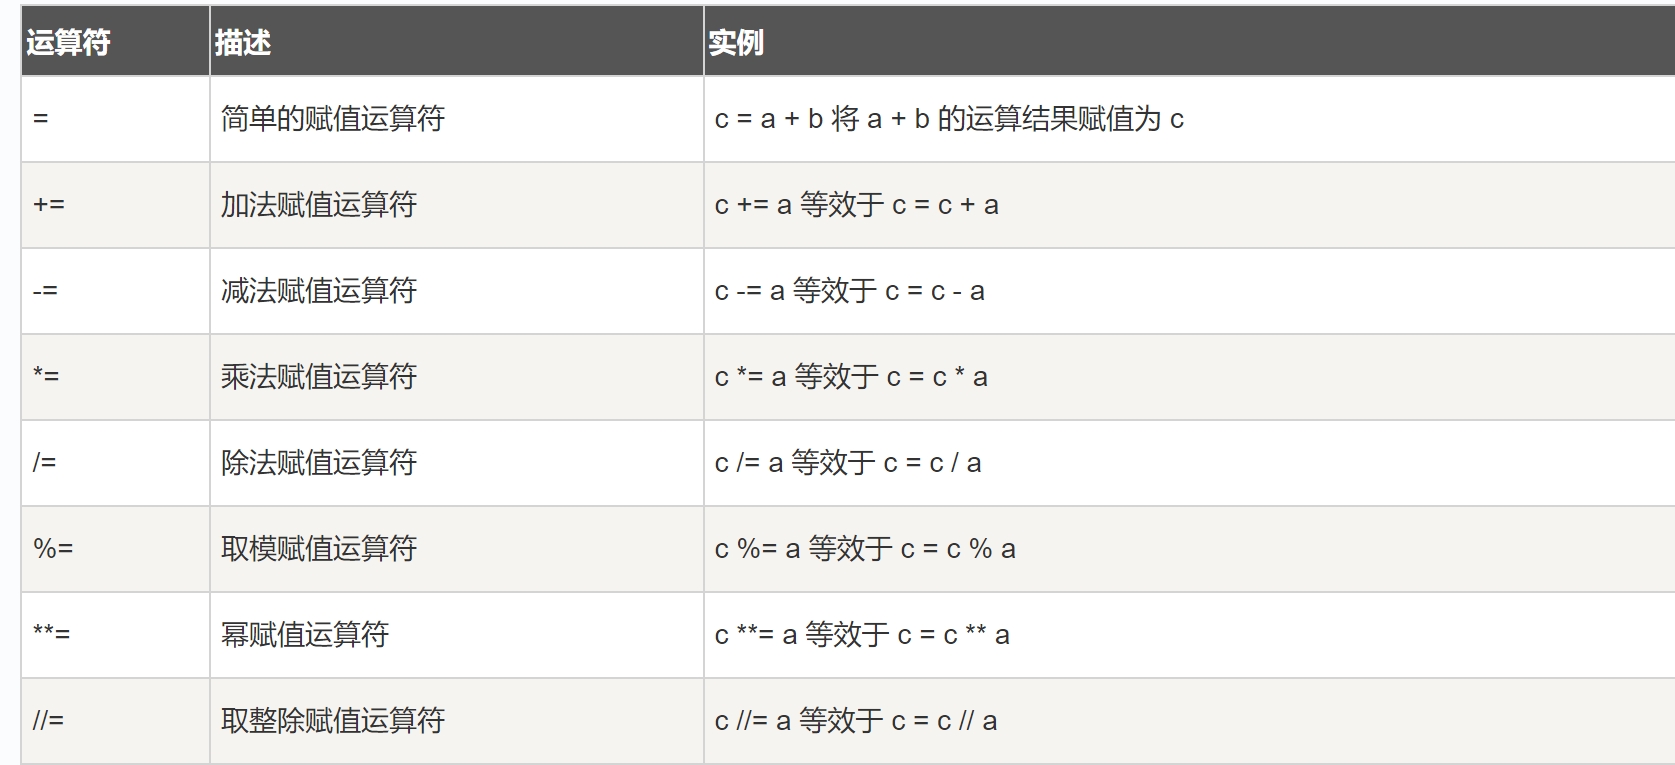 运算符 描述 实例
= 简单的赋值运算符 c = a + b 将 a + b 的运算结果赋值为 c
+= 加法赋值运算符 c += a 等效于 c = c + a
-= 减法赋值运算符 c -= a 等效于 c = c - a
*= 乘法赋值运算符 c *= a 等效于 c = c * a
/= 除法赋值运算符 c /= a 等效于 c = c / a
%= 取模赋值运算符 c %= a 等效于 c = c % a
**= 幂赋值运算符 c **= a 等效于 c = c ** a
//= 取整除赋值运算符 c //= a 等效于 c = c // a